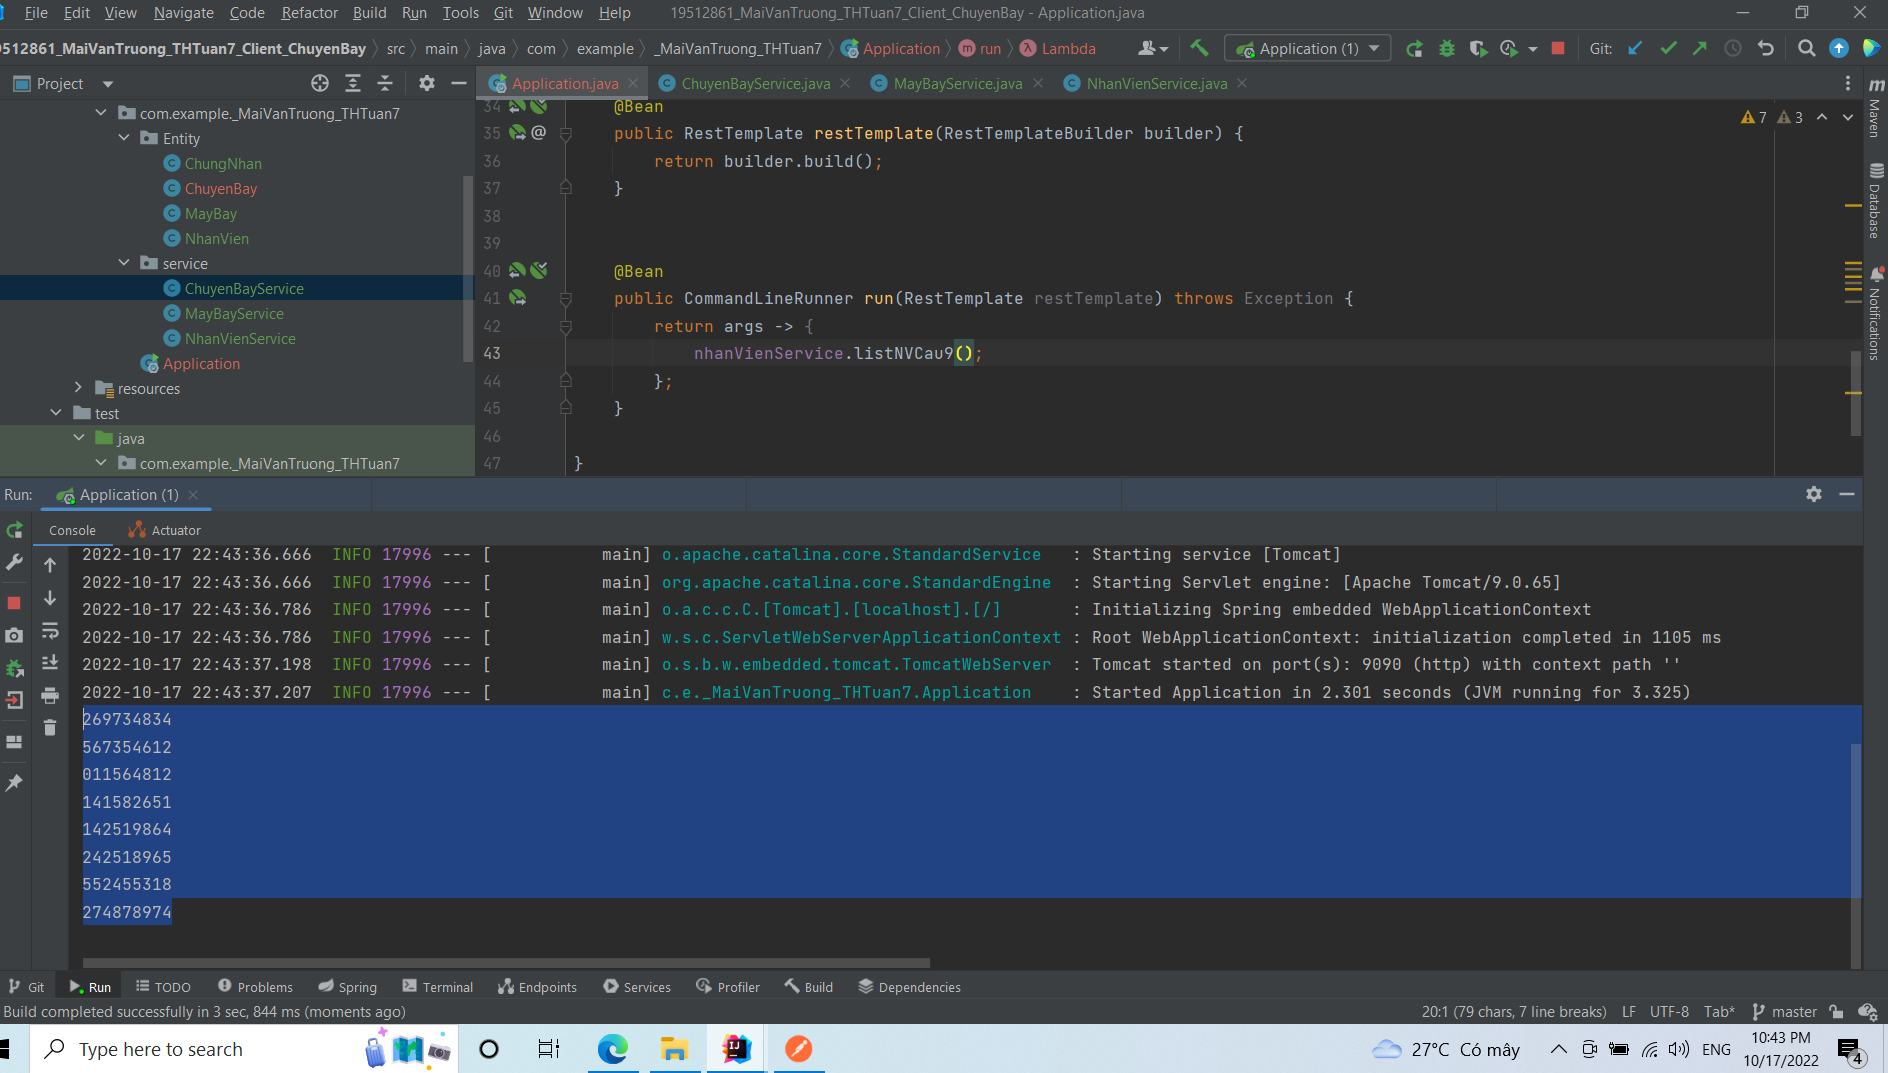 File Edit View Navigate Code Refactor Build Run Tools Git Window Help 19512861_MaiVanTruong_THTuan7_Client_ChuyenBay - Application.java
9512861_MaiVanTruong_THTuan7_Client_ChuyenBay src main java com example _MaiVanTruong_THTuan7 Application m run λ Lambda Application (1) Git:
Project Application.java ChuyenBayService.java MayBayService.java NhanVienService.java
com.example._MaiVanTruong_THTuan7
Entity
ChungNhan
ChuyenBay
MayBay
NhanVien
service
ChuyenBayService
MayBayService
NhanVienService
Application
resources
test
java
com.example._MaiVanTruong_THTuan7
34 @Bean
35 @ public RestTemplate restTemplate(RestTemplateBuilder builder) {
36 return builder.build();
37 }
38
39
40 @Bean
41 public CommandLineRunner run(RestTemplate restTemplate) throws Exception {
42 return args -> {
43 nhanVienService.listNVCau9();
44 };
45 }
46
47 }
7 3
m Maven
Database
Notifications
Run: Application (1)
Console Actuator
2022-10-17 22:43:36.666 INFO 17996 --- [ main] o.apache.catalina.core.StandardService : Starting service [Tomcat]
2022-10-17 22:43:36.666 INFO 17996 --- [ main] org.apache.catalina.core.StandardEngine : Starting Servlet engine: [Apache Tomcat/9.0.65]
2022-10-17 22:43:36.786 INFO 17996 --- [ main] o.a.c.c.C.[Tomcat].[localhost].[/] : Initializing Spring embedded WebApplicationContext
2022-10-17 22:43:36.786 INFO 17996 --- [ main] w.s.c.ServletWebServerApplicationContext : Root WebApplicationContext: initialization completed in 1105 ms
2022-10-17 22:43:37.198 INFO 17996 --- [ main] o.s.b.w.embedded.tomcat.TomcatWebServer : Tomcat started on port(s): 9090 (http) with context path ''
2022-10-17 22:43:37.207 INFO 17996 --- [ main] c.e._MaiVanTruong_THTuan7.Application : Started Application in 2.301 seconds (JVM running for 3.325)
269734834
567354612
011564812
141582651
142519864
242518965
552455318
274878974
Git Run TODO Problems Spring Terminal Endpoints Services Profiler Build Dependencies
Build completed successfully in 3 sec, 844 ms (moments ago) 20:1 (79 chars, 7 line breaks) LF UTF-8 Tab* master
Type here to search 27°C Có mây ENG 10:43 PM
10/17/2022 4